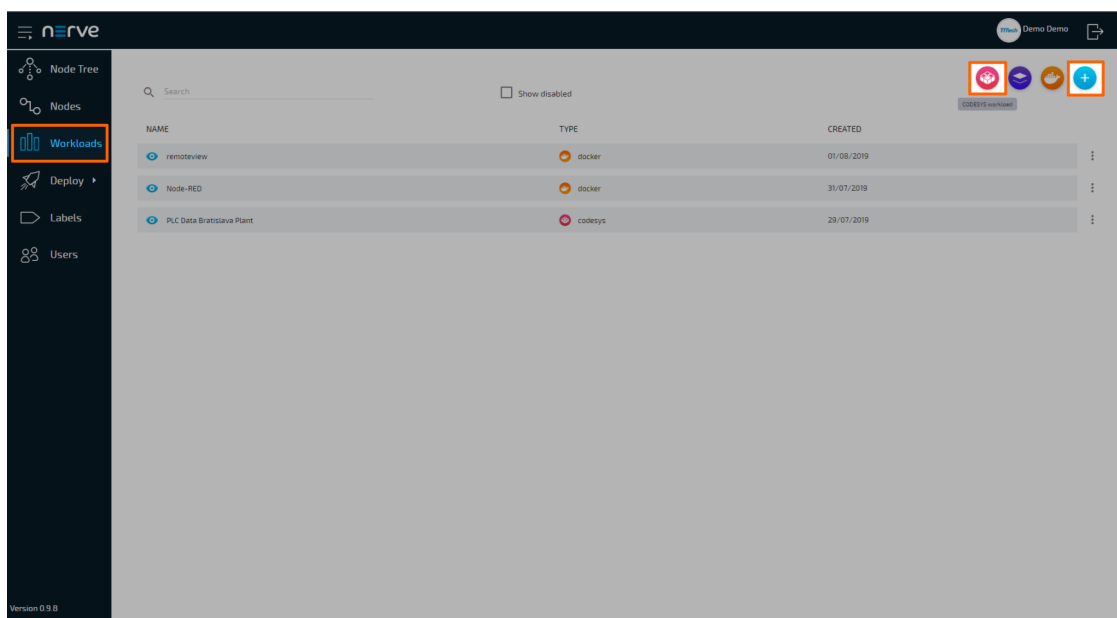 nerve
TTTech Demo Demo
Node Tree
Nodes
Workloads
Deploy
Labels
Users
Search
Show disabled
CODESYS workload
NAME TYPE CREATED
remoteview docker 01/08/2019
Node-RED docker 31/07/2019
PLC Data Bratislava Plant codesys 29/07/2019
Version 0.9.8